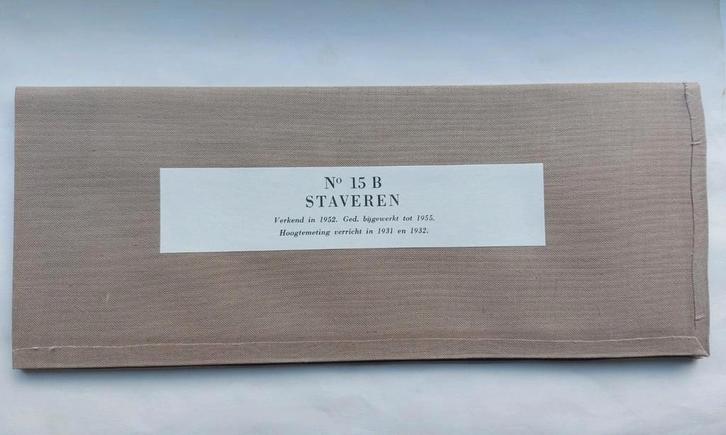 Nº 15 B
STAVEREN
Verkend in 1952. Ged. bijgewerkt tot 1955.
Hoogtemeting verricht in 1931 en 1932.